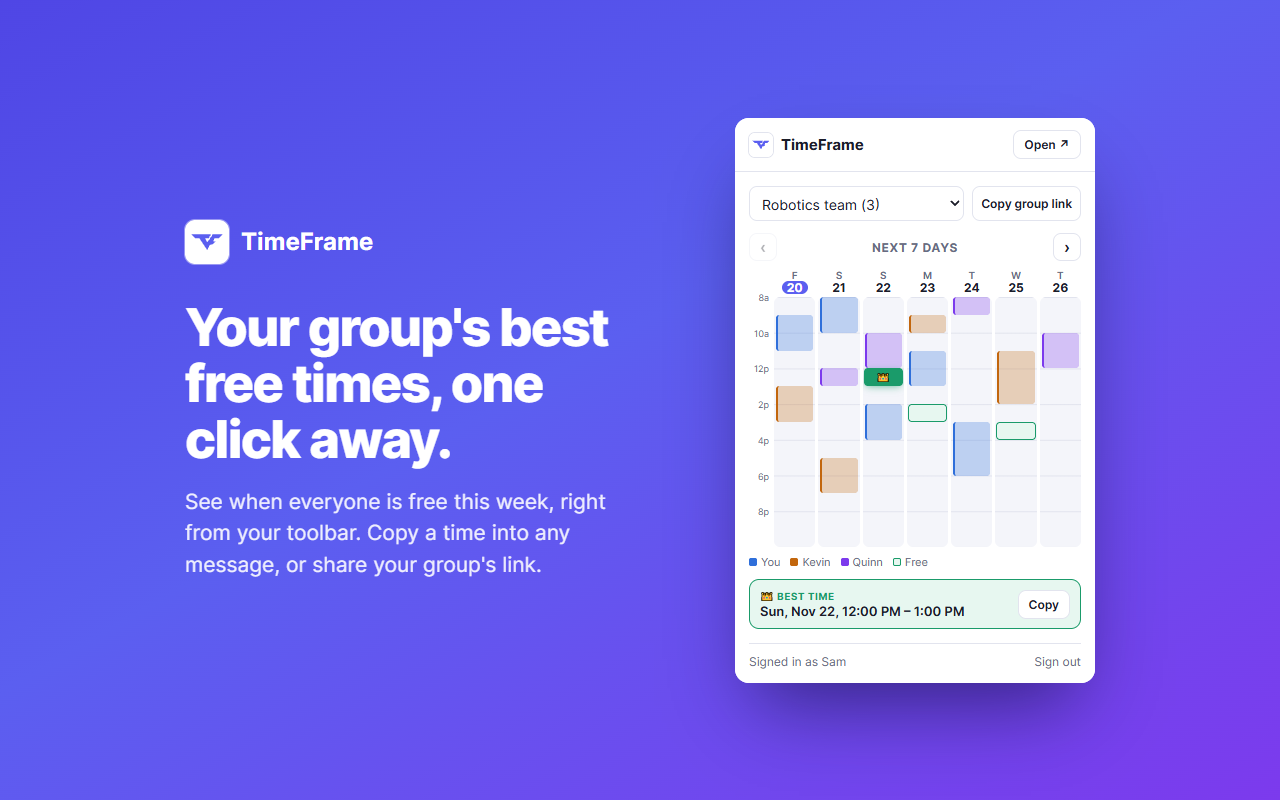 TimeFrame
Your group's best
free times, one
click away.
See when everyone is free this week, right
from your toolbar. Copy a time into any
message, or share your group's link.
TimeFrame
Open ↗
Robotics team (3)
Copy group link
‹ NEXT 7 DAYS ›
F S S M T W T
20 21 22 23 24 25 26
8a
10a
12p
2p
4p
6p
8p
You Kevin Quinn Free
👑 BEST TIME
Sun, Nov 22, 12:00 PM – 1:00 PM
Copy
Signed in as Sam
Sign out